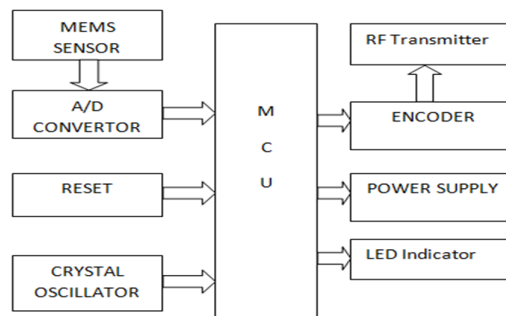 MEMS
SENSOR
A/D
CONVERTOR
RESET
CRYSTAL
OSCILLATOR
M
C
U
RF Transmitter
ENCODER
POWER SUPPLY
LED Indicator